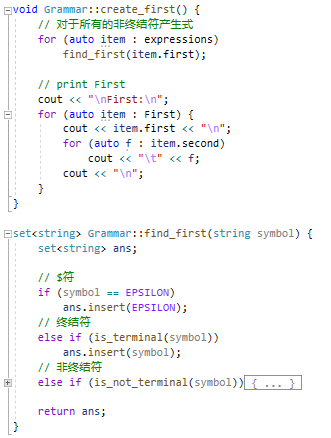 void Grammar::create_first() {
// 对于所有的非终结符产生式
for (auto item : expressions)
find_first(item.first);
// print First
cout << "\nFirst:\n";
for (auto item : First) {
cout << item.first << "\n";
for (auto f : item.second)
cout << "\t" << f;
cout << "\n";
}
}
set<string> Grammar::find_first(string symbol) {
set<string> ans;
// $符
if (symbol == EPSILON)
ans.insert(EPSILON);
// 终结符
else if (is_terminal(symbol))
ans.insert(symbol);
// 非终结符
else if (is_not_terminal(symbol)) { ... }
return ans;
}